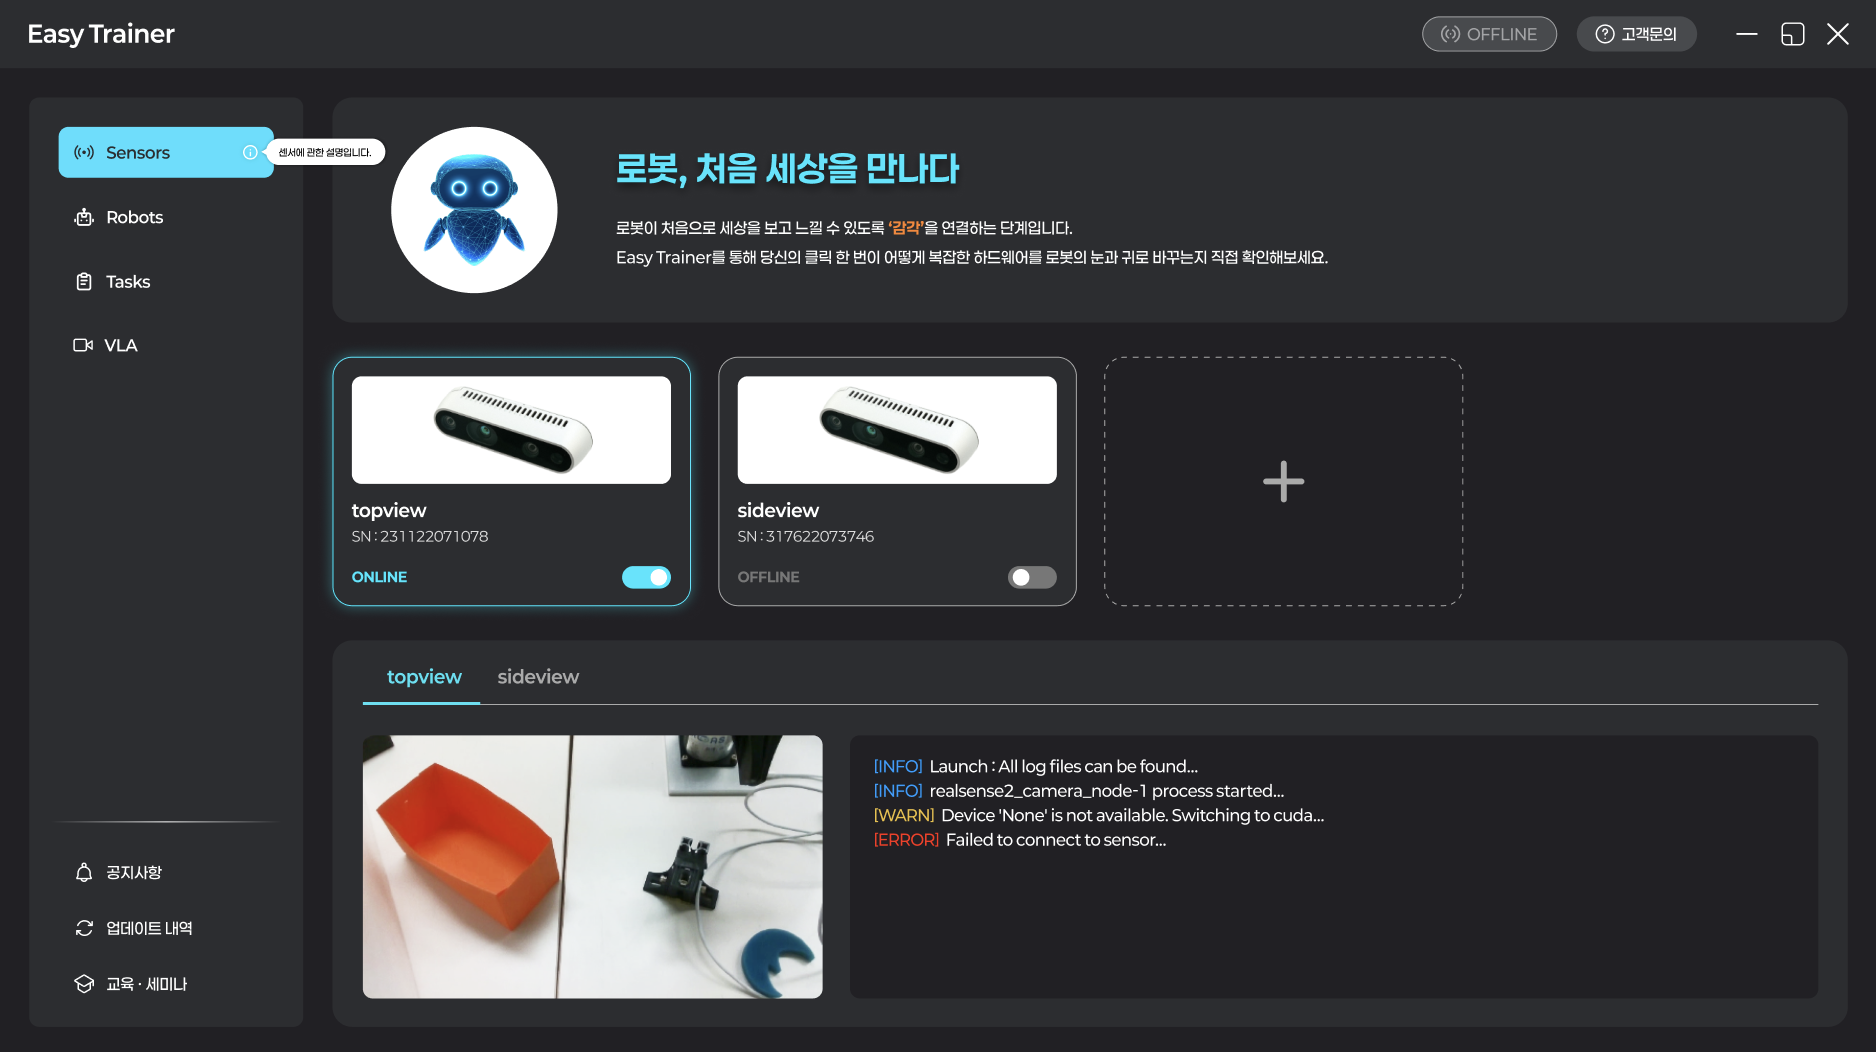 Easy Trainer
OFFLINE
고객문의
Sensors
센서에 관한 설명입니다.
Robots
Tasks
VLA
공지사항
업데이트 내역
교육 · 세미나
로봇, 처음 세상을 만나다
로봇이 처음으로 세상을 보고 느낄 수 있도록 ‘감각’을 연결하는 단계입니다.
Easy Trainer를 통해 당신의 클릭 한 번이 어떻게 복잡한 하드웨어를 로봇의 눈과 귀로 바꾸는지 직접 확인해보세요.
topview
SN : 231122071078
ONLINE
sideview
SN : 317622073746
OFFLINE
topview
sideview
[INFO] Launch : All log files can be found...
[INFO] realsense2_camera_node-1 process started...
[WARN] Device 'None' is not available. Switching to cuda...
[ERROR] Failed to connect to sensor...